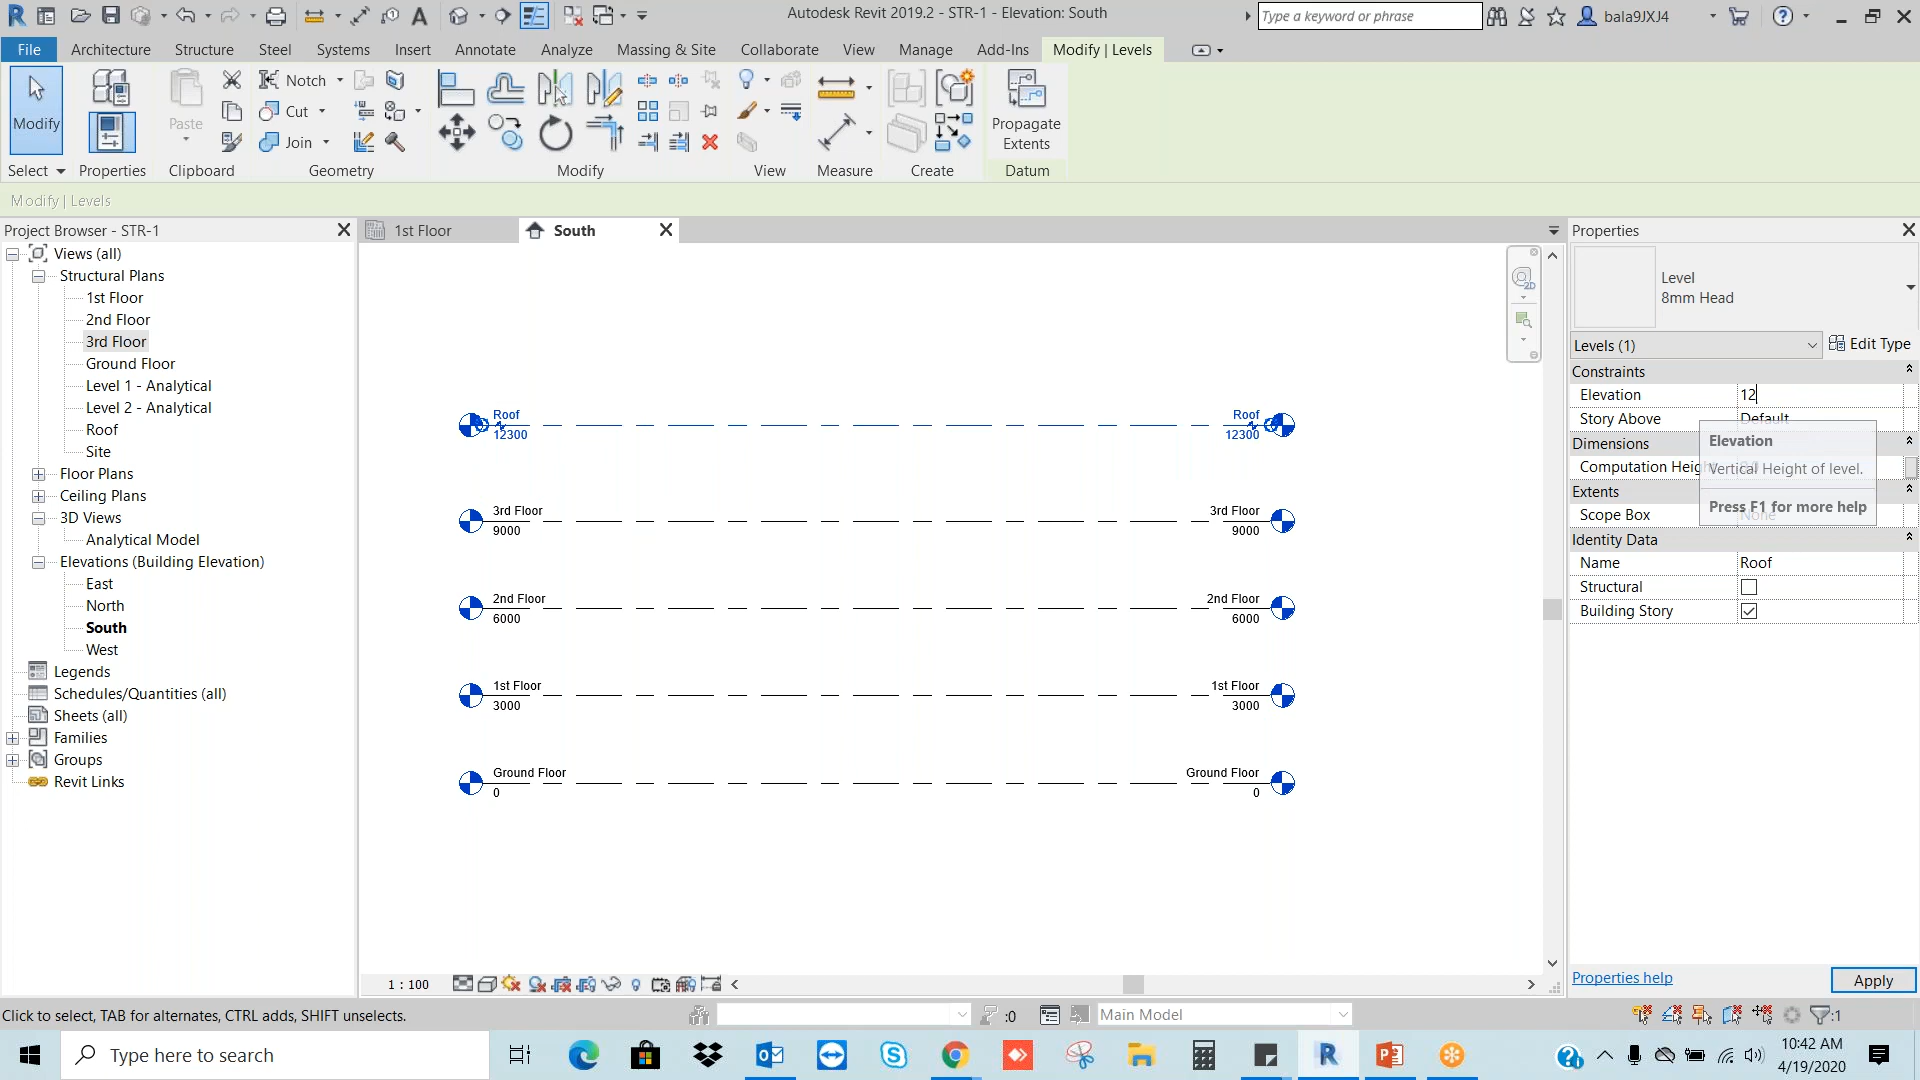 Autodesk Revit 2019.2 - STR-1 - Elevation: South
Type a keyword or phrase
bala9JXJ4
File Architecture Structure Steel Systems Insert Annotate Analyze Massing & Site Collaborate View Manage Add-Ins Modify | Levels
Modify
Paste
Notch
Cut
Join
Propagate
Extents
Select Properties Clipboard Geometry Modify View Measure Create Datum
Modify | Levels
Project Browser - STR-1
Views (all)
Structural Plans
1st Floor
2nd Floor
3rd Floor
Ground Floor
Level 1 - Analytical
Level 2 - Analytical
Roof
Site
Floor Plans
Ceiling Plans
3D Views
Analytical Model
Elevations (Building Elevation)
East
North
South
West
Legends
Schedules/Quantities (all)
Sheets (all)
Families
Groups
Revit Links
1st Floor
South
2D
Roof Roof
12300 12300
3rd Floor 3rd Floor
9000 9000
2nd Floor 2nd Floor
6000 6000
1st Floor 1st Floor
3000 3000
Ground Floor Ground Floor
0 0
1 : 100
Properties
Level
8mm Head
Levels (1)
Edit Type
Constraints
Elevation 12
Story Above Default
Dimensions
Computation Heig
Extents
Scope Box None
Elevation
Vertical Height of level.
Press F1 for more help
Identity Data
Name Roof
Structural
Building Story
Properties help
Apply
Click to select, TAB for alternates, CTRL adds, SHIFT unselects.
:0
Main Model
:1
Type here to search
10:42 AM
4/19/2020